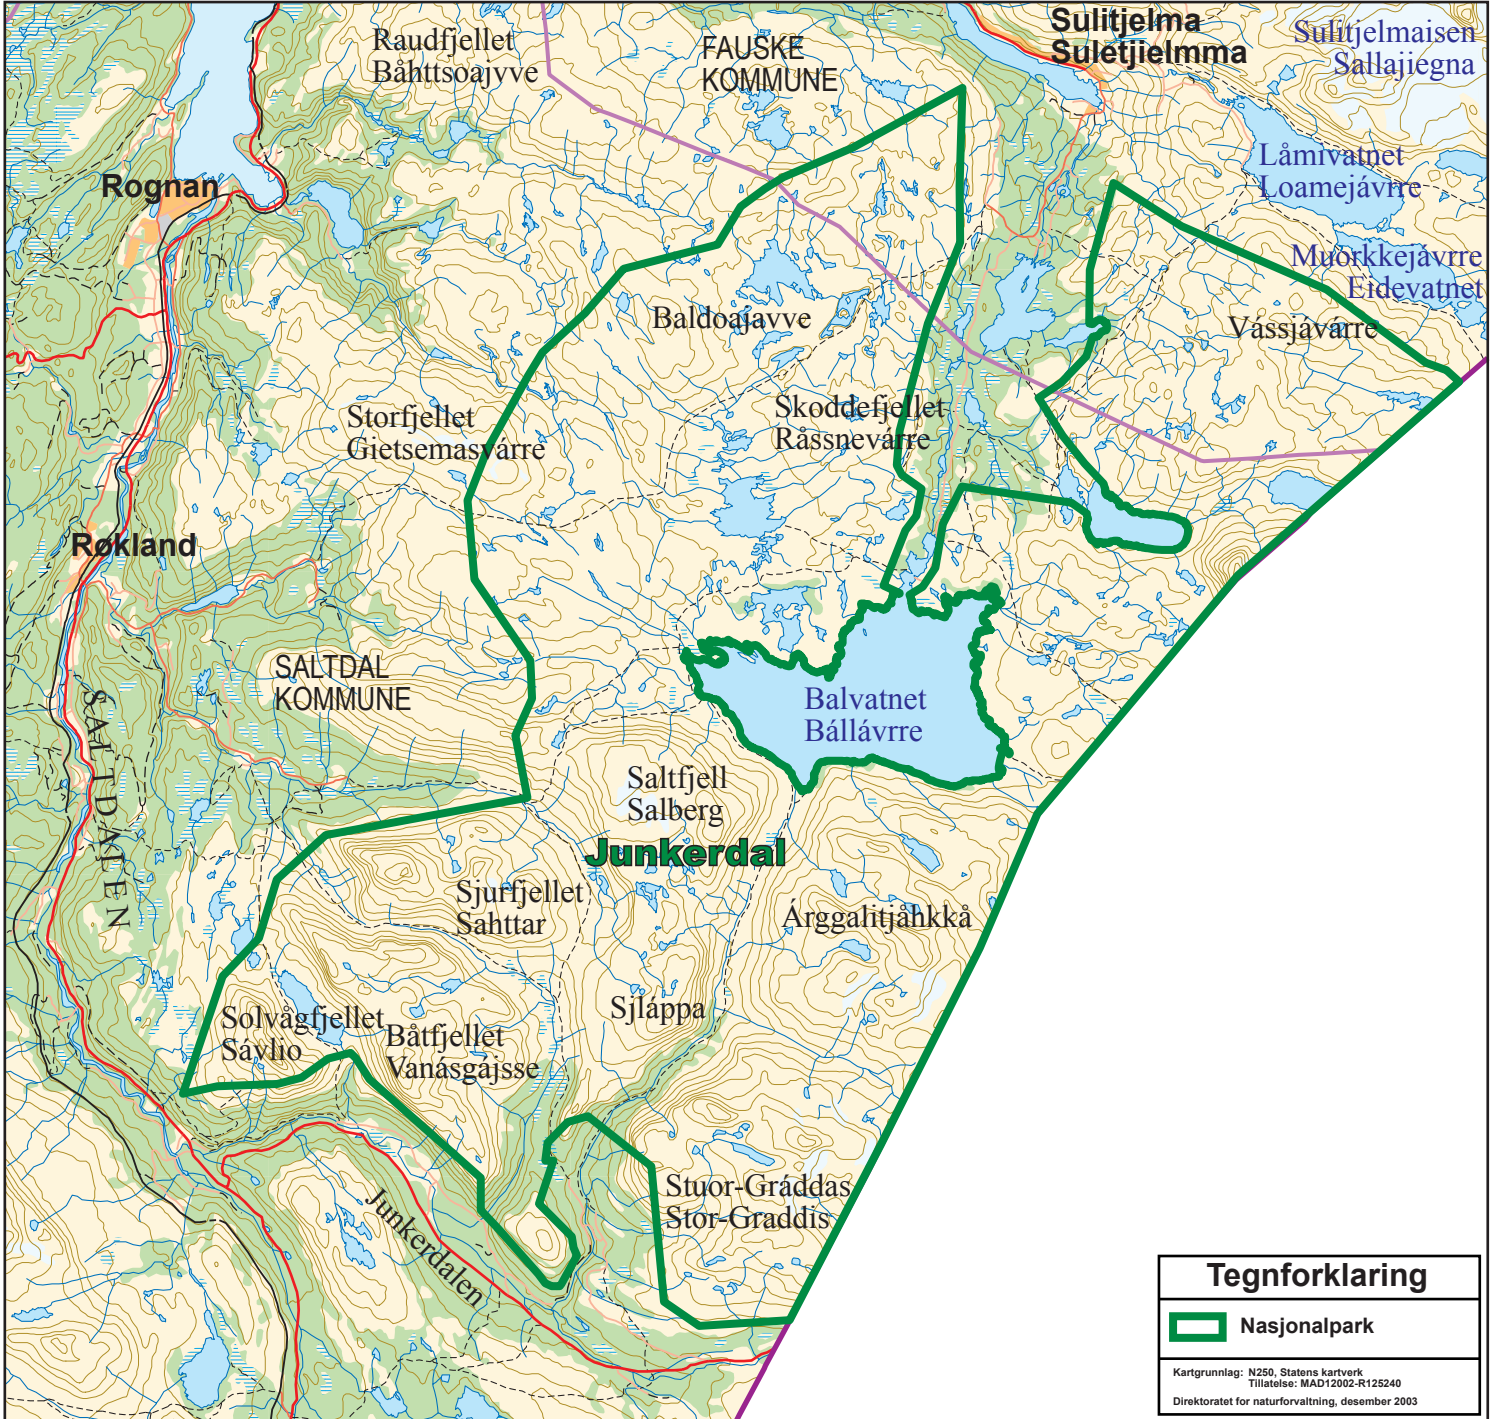 Raudfjellet
Båhttsoajvve
FAUSKE
KOMMUNE
Sulitjelma
Suletjielmma
Sulitjelmaisen
Sallajiegna
Låmivatnet
Loamejávrre
Rognan
Muorkkejávrre
Eidevatnet
Baldoajavve
Vássjávárre
Storfjellet
Gietsemasvárre
Skoddefjellet
Råssnevárre
Røkland
SALTDAL
KOMMUNE
Balvatnet
Bállávrre
SALTDALEN
Saltfjell
Salberg
Junkerdal
Sjurfjellet
Sahttar
Árggalitjåhkkå
Sjláppa
Solvågfjellet
Sávlio
Båtfjellet
Vanásgájsse
Stuor-Gráddas
Stor-Graddis
Junkerdalen
Tegnforklaring
Nasjonalpark
Kartgrunnlag: N250, Statens kartverk
Tillatelse: MAD12002-R125240
Direktoratet for naturforvaltning, desember 2003